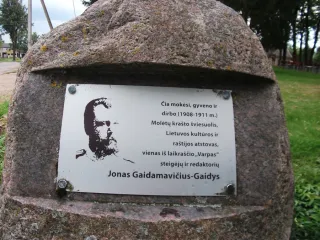 Čia mokėsi, gyveno ir
dirbo (1908-1911 m.)
Molėtų krašto šviesuolis,
Lietuvos kultūros ir
raštijos atstovas,
vienas iš laikraščio „Varpas“
steigėjų ir redaktorių
Jonas Gaidamavičius-Gaidys